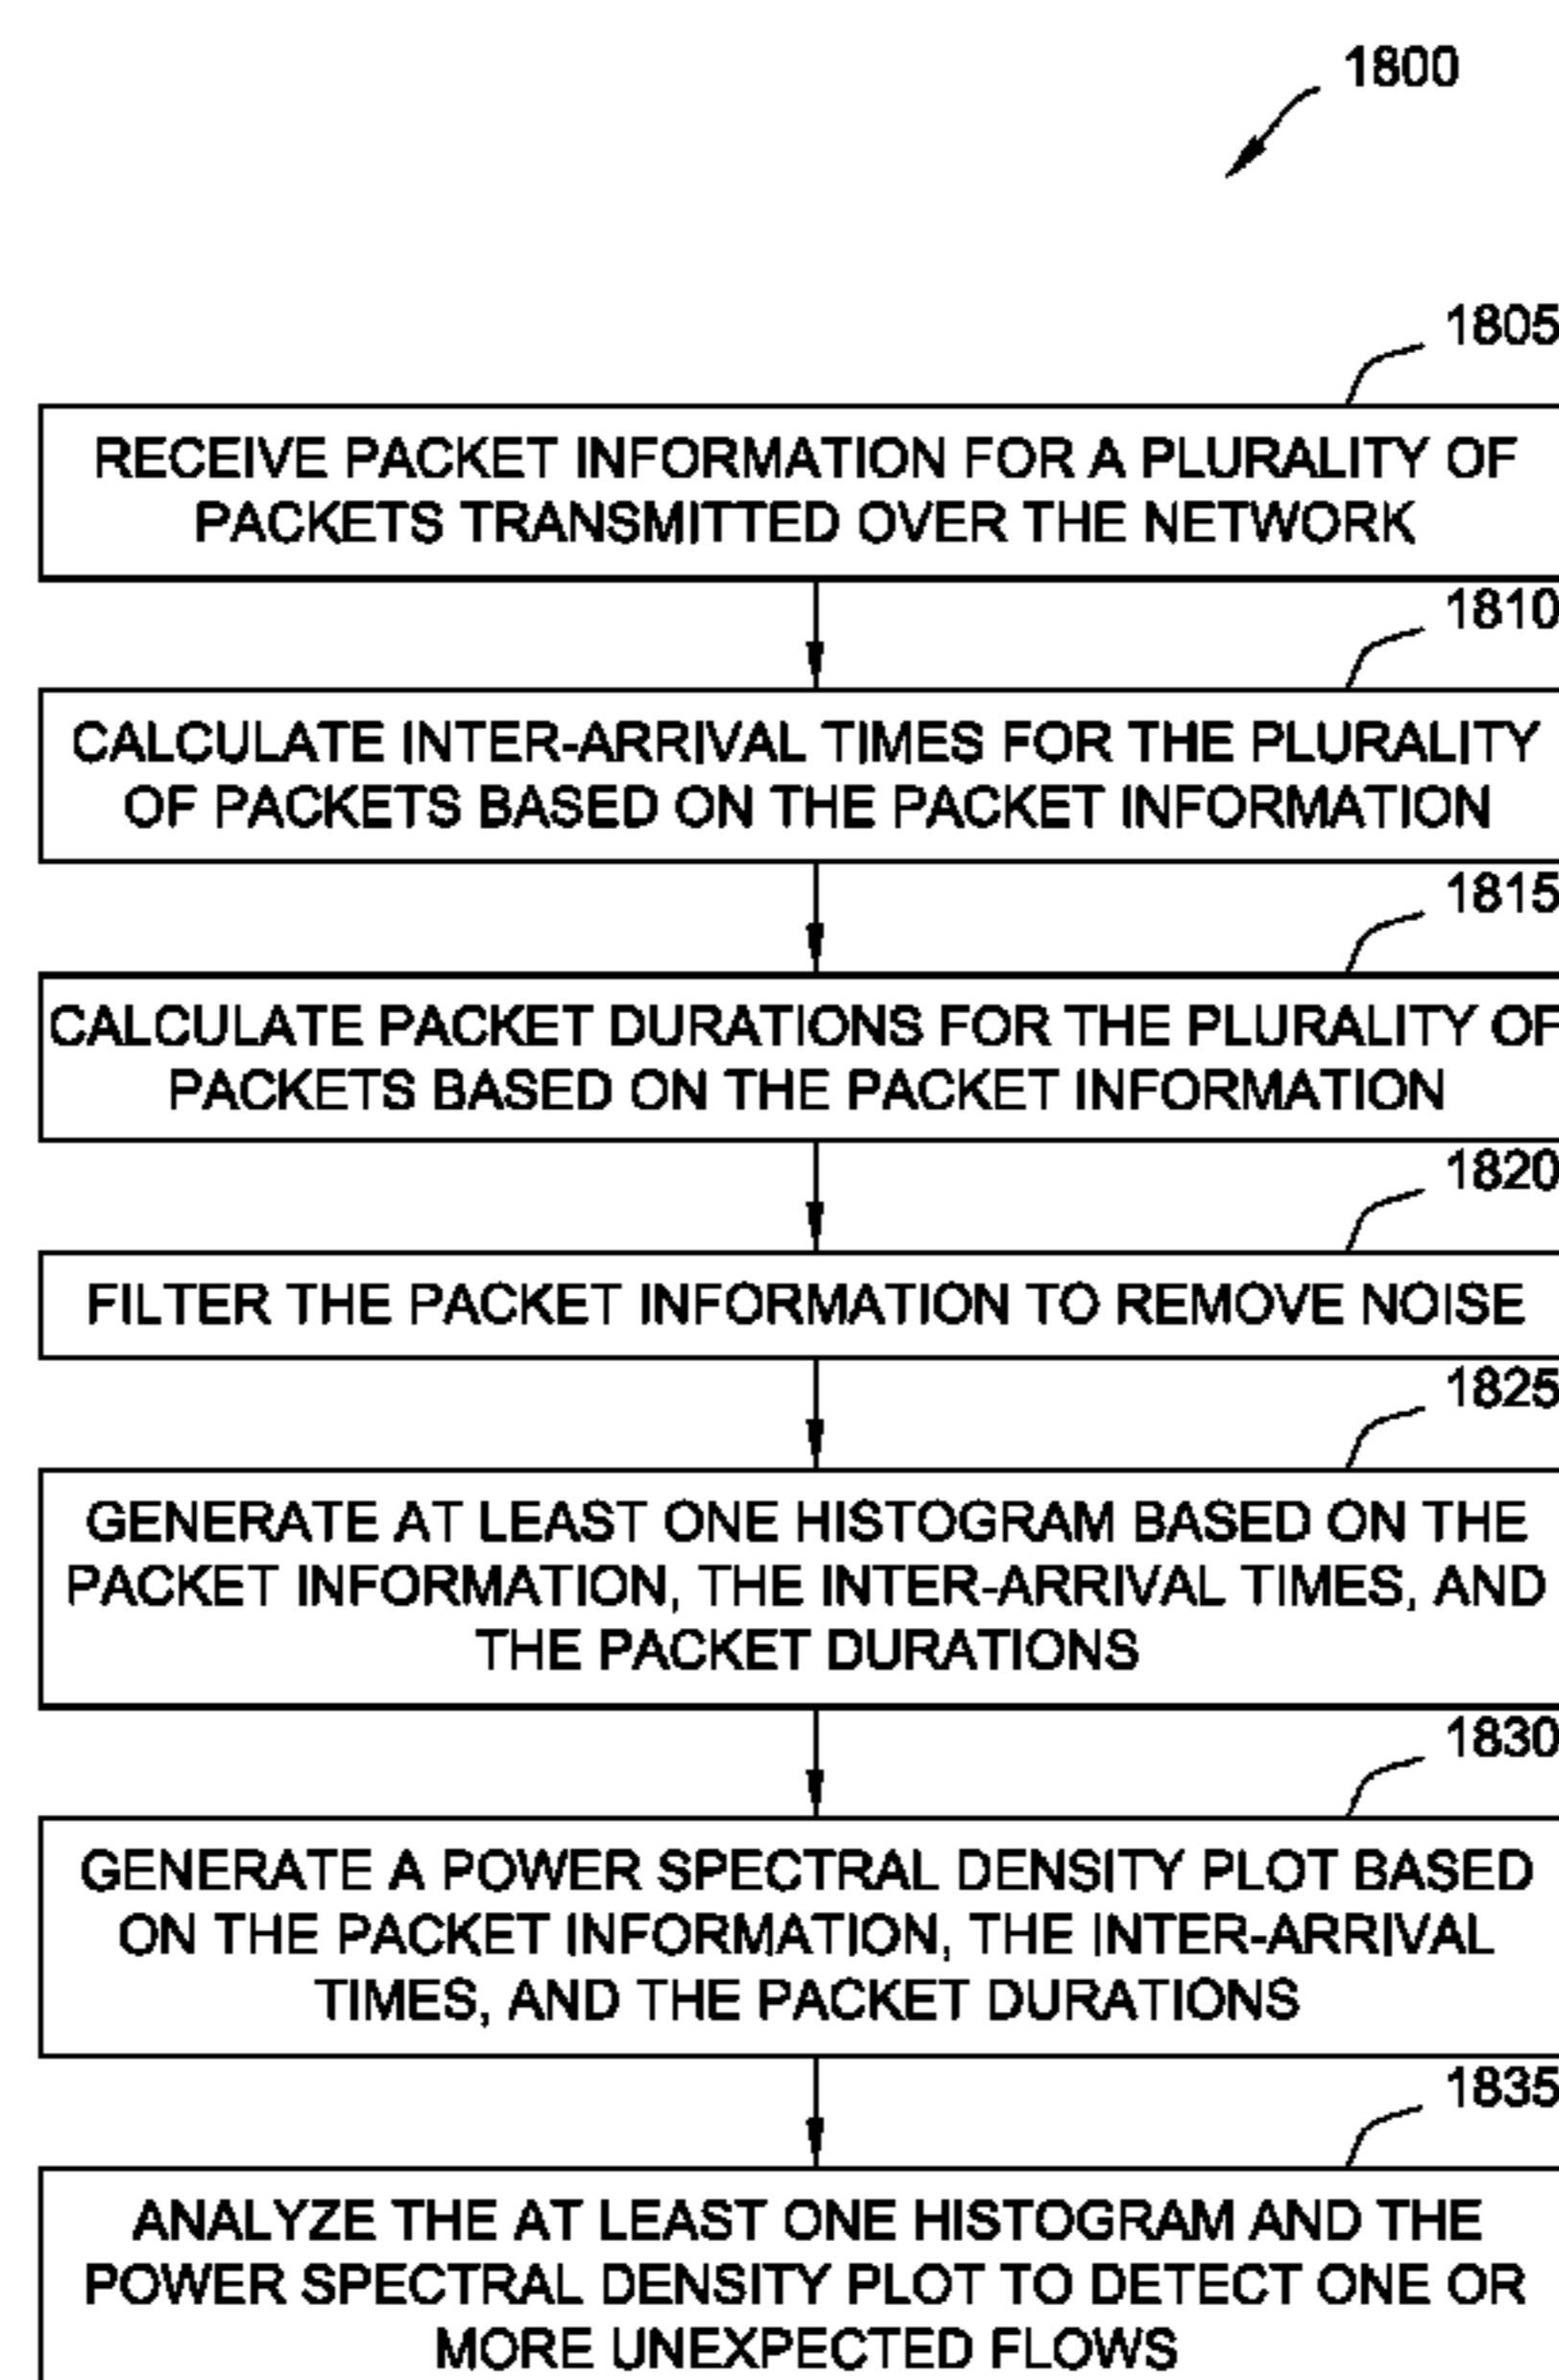 1800
1805
RECEIVE PACKET INFORMATION FOR A PLURALITY OF
PACKETS TRANSMITTED OVER THE NETWORK
1810
CALCULATE INTER-ARRIVAL TIMES FOR THE PLURALITY
OF PACKETS BASED ON THE PACKET INFORMATION
1815
CALCULATE PACKET DURATIONS FOR THE PLURALITY OF
PACKETS BASED ON THE PACKET INFORMATION
1820
FILTER THE PACKET INFORMATION TO REMOVE NOISE
1825
GENERATE AT LEAST ONE HISTOGRAM BASED ON THE
PACKET INFORMATION, THE INTER-ARRIVAL TIMES, AND
THE PACKET DURATIONS
1830
GENERATE A POWER SPECTRAL DENSITY PLOT BASED
ON THE PACKET INFORMATION, THE INTER-ARRIVAL
TIMES, AND THE PACKET DURATIONS
1835
ANALYZE THE AT LEAST ONE HISTOGRAM AND THE
POWER SPECTRAL DENSITY PLOT TO DETECT ONE OR
MORE UNEXPECTED FLOWS